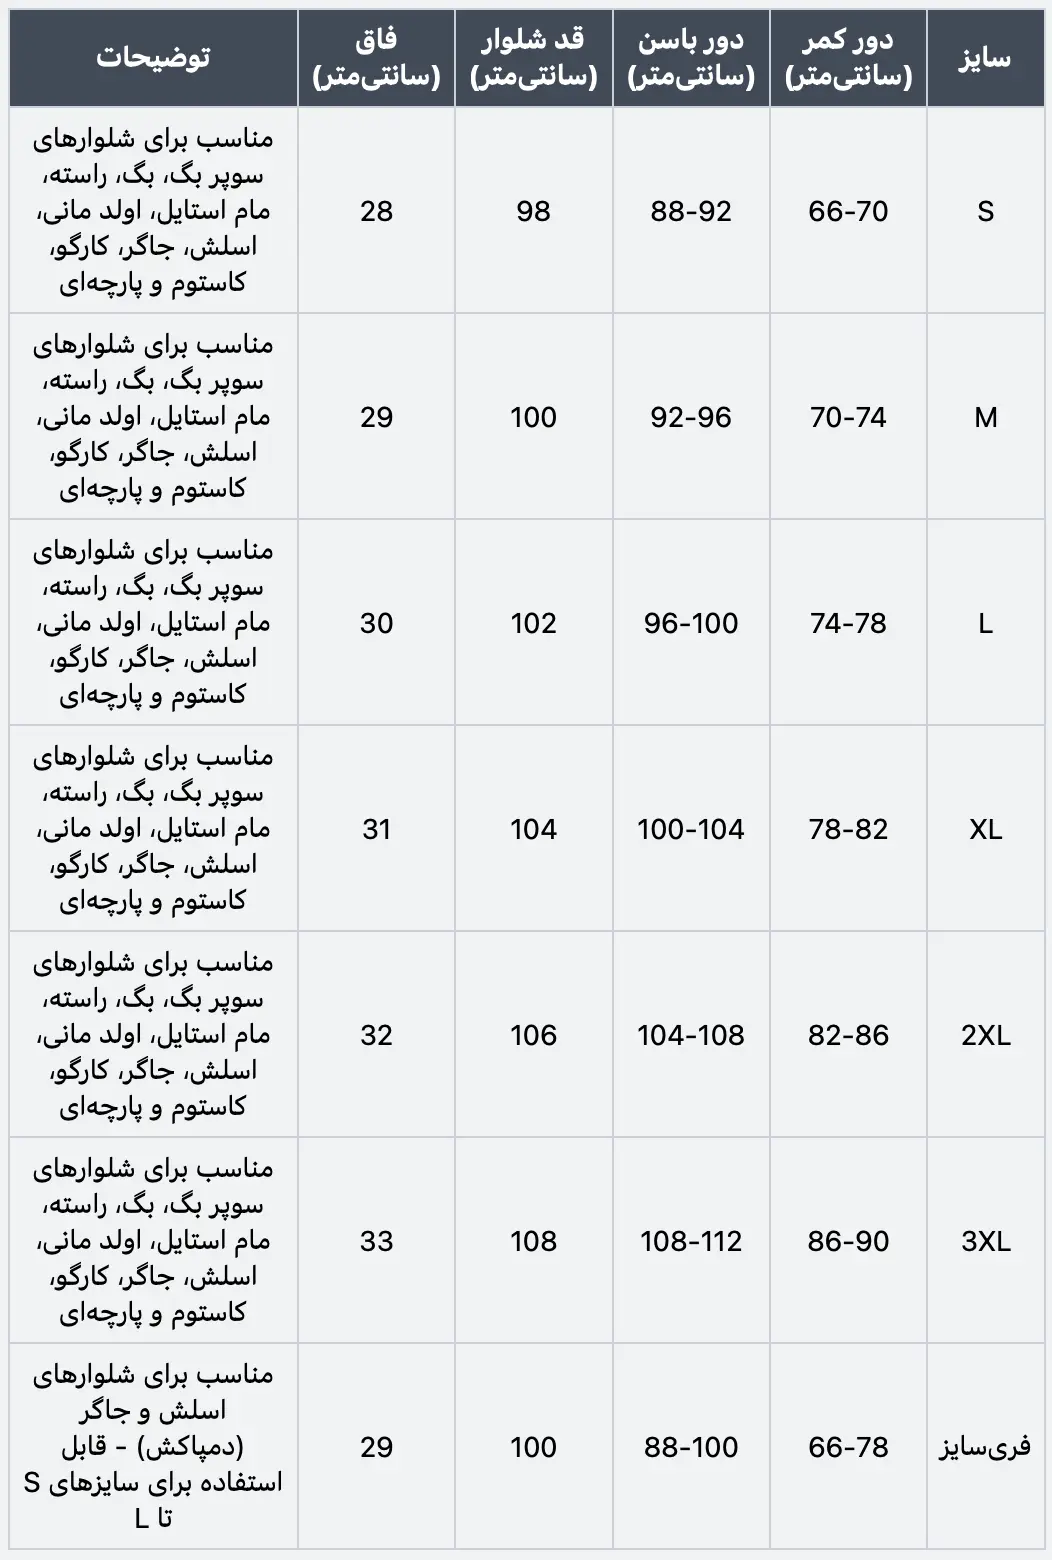 سایز
دور کمر
(سانتی‌متر)
دور باسن
(سانتی‌متر)
قد شلوار
(سانتی‌متر)
فاق
(سانتی‌متر)
توضیحات
S
66-70
88-92
98
28
مناسب برای شلوارهای
سوپر بگ، بگ، راسته،
مام استایل، اولد مانی،
اسلش، جاگر، کارگو،
کاستوم و پارچه‌ای
M
70-74
92-96
100
29
مناسب برای شلوارهای
سوپر بگ، بگ، راسته،
مام استایل، اولد مانی،
اسلش، جاگر، کارگو،
کاستوم و پارچه‌ای
L
74-78
96-100
102
30
مناسب برای شلوارهای
سوپر بگ، بگ، راسته،
مام استایل، اولد مانی،
اسلش، جاگر، کارگو،
کاستوم و پارچه‌ای
XL
78-82
100-104
104
31
مناسب برای شلوارهای
سوپر بگ، بگ، راسته،
مام استایل، اولد مانی،
اسلش، جاگر، کارگو،
کاستوم و پارچه‌ای
2XL
82-86
104-108
106
32
مناسب برای شلوارهای
سوپر بگ، بگ، راسته،
مام استایل، اولد مانی،
اسلش، جاگر، کارگو،
کاستوم و پارچه‌ای
3XL
86-90
108-112
108
33
مناسب برای شلوارهای
سوپر بگ، بگ، راسته،
مام استایل، اولد مانی،
اسلش، جاگر، کارگو،
کاستوم و پارچه‌ای
فری‌سایز
66-78
88-100
100
29
مناسب برای شلوارهای
اسلش و جاگر
(دمپاکش) - قابل
استفاده برای سایزهای S
تا L